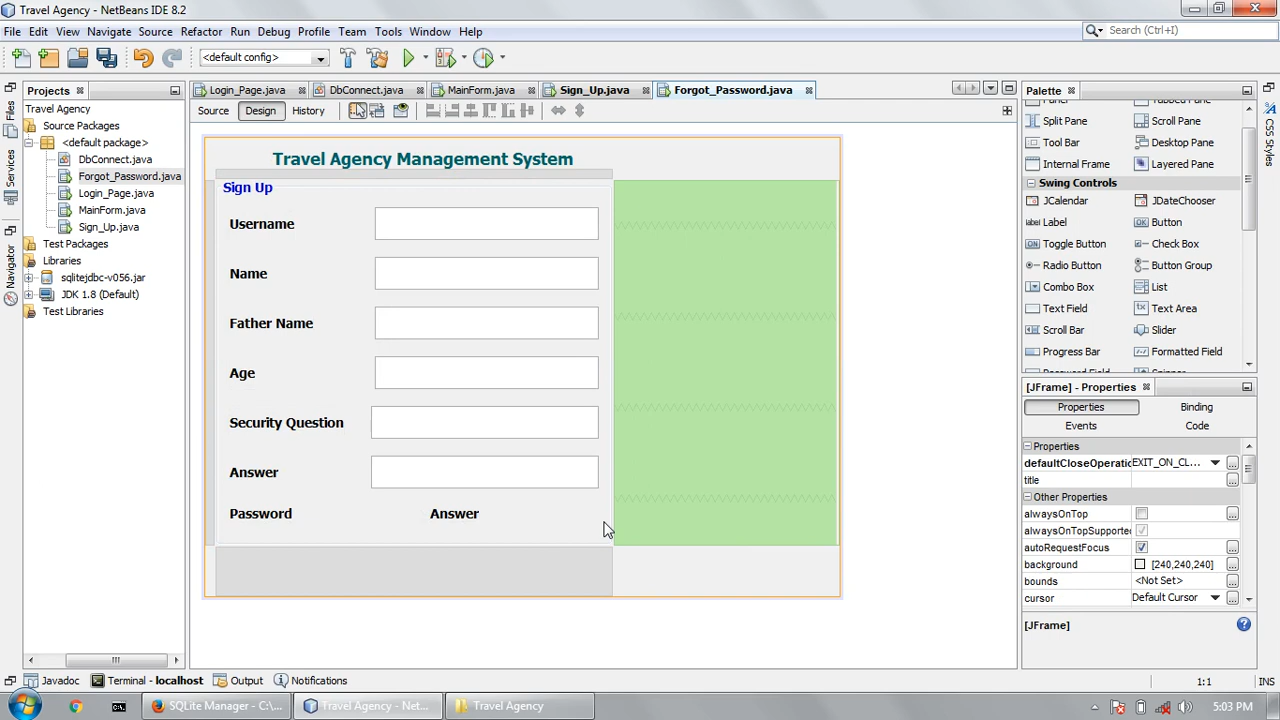 Travel Agency - NetBeans IDE 8.2
File Edit View Navigate Source Refactor Run Debug Profile Team Tools Window Help
Search (Ctrl+I)
<default config>
Projects
Login_Page.java DbConnect.java MainForm.java Sign_Up.java Forgot_Password.java
Palette
Source Design History
Files
Services
Navigator
Travel Agency
Source Packages
<default package>
DbConnect.java
Forgot_Password.java
Login_Page.java
MainForm.java
Sign_Up.java
Test Packages
Libraries
sqlitejdbc-v056.jar
JDK 1.8 (Default)
Test Libraries
Travel Agency Management System
Sign Up
Username
Name
Father Name
Age
Security Question
Answer
Password Answer
Split Pane Scroll Pane
Tool Bar Desktop Pane
Internal Frame Layered Pane
Swing Controls
JCalendar JDateChooser
label Label OK Button
Toggle Button Check Box
Radio Button Button Group
Combo Box List
Text Field Text Area
Scroll Bar Slider
Progress Bar Formatted Field
CSS Styles
[JFrame] - Properties
Properties Binding
Events Code
Properties
defaultCloseOperatio EXIT_ON_CL...
title
Other Properties
alwaysOnTop
alwaysOnTopSupported
autoRequestFocus
background [240,240,240]
bounds <Not Set>
cursor Default Cursor
[JFrame]
Javadoc Terminal - localhost Output Notifications
1:1 INS
SQLite Manager - C:\... Travel Agency - Net... Travel Agency
5:03 PM